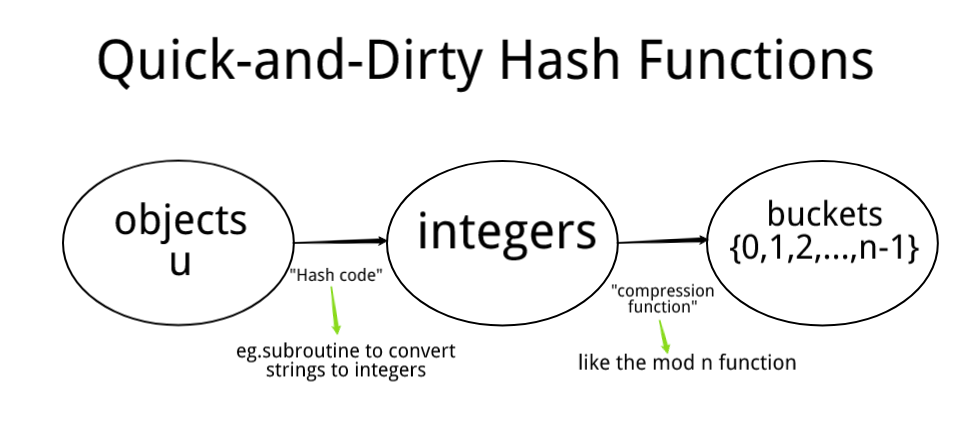 Quick-and-Dirty Hash Functions
objects
u
"Hash code"
eg.subroutine to convert
strings to integers
integers
"compression
function"
like the mod n function
buckets
{0,1,2,...,n-1}